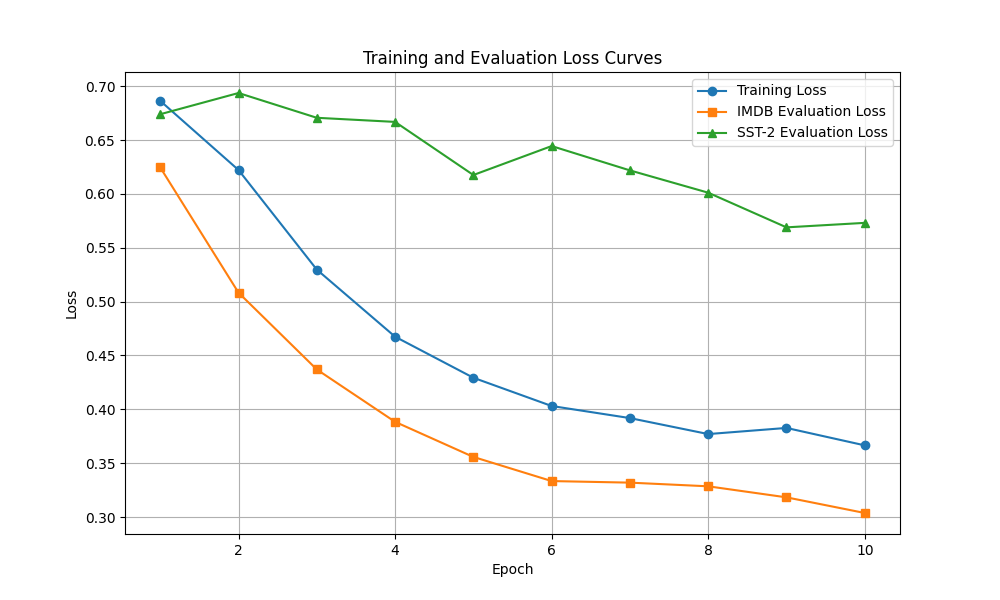 Training and Evaluation Loss Curves
Training Loss
IMDB Evaluation Loss
SST-2 Evaluation Loss
0.70
0.65
0.60
0.55
0.50
0.45
0.40
0.35
0.30
Loss
2
4
6
8
10
Epoch